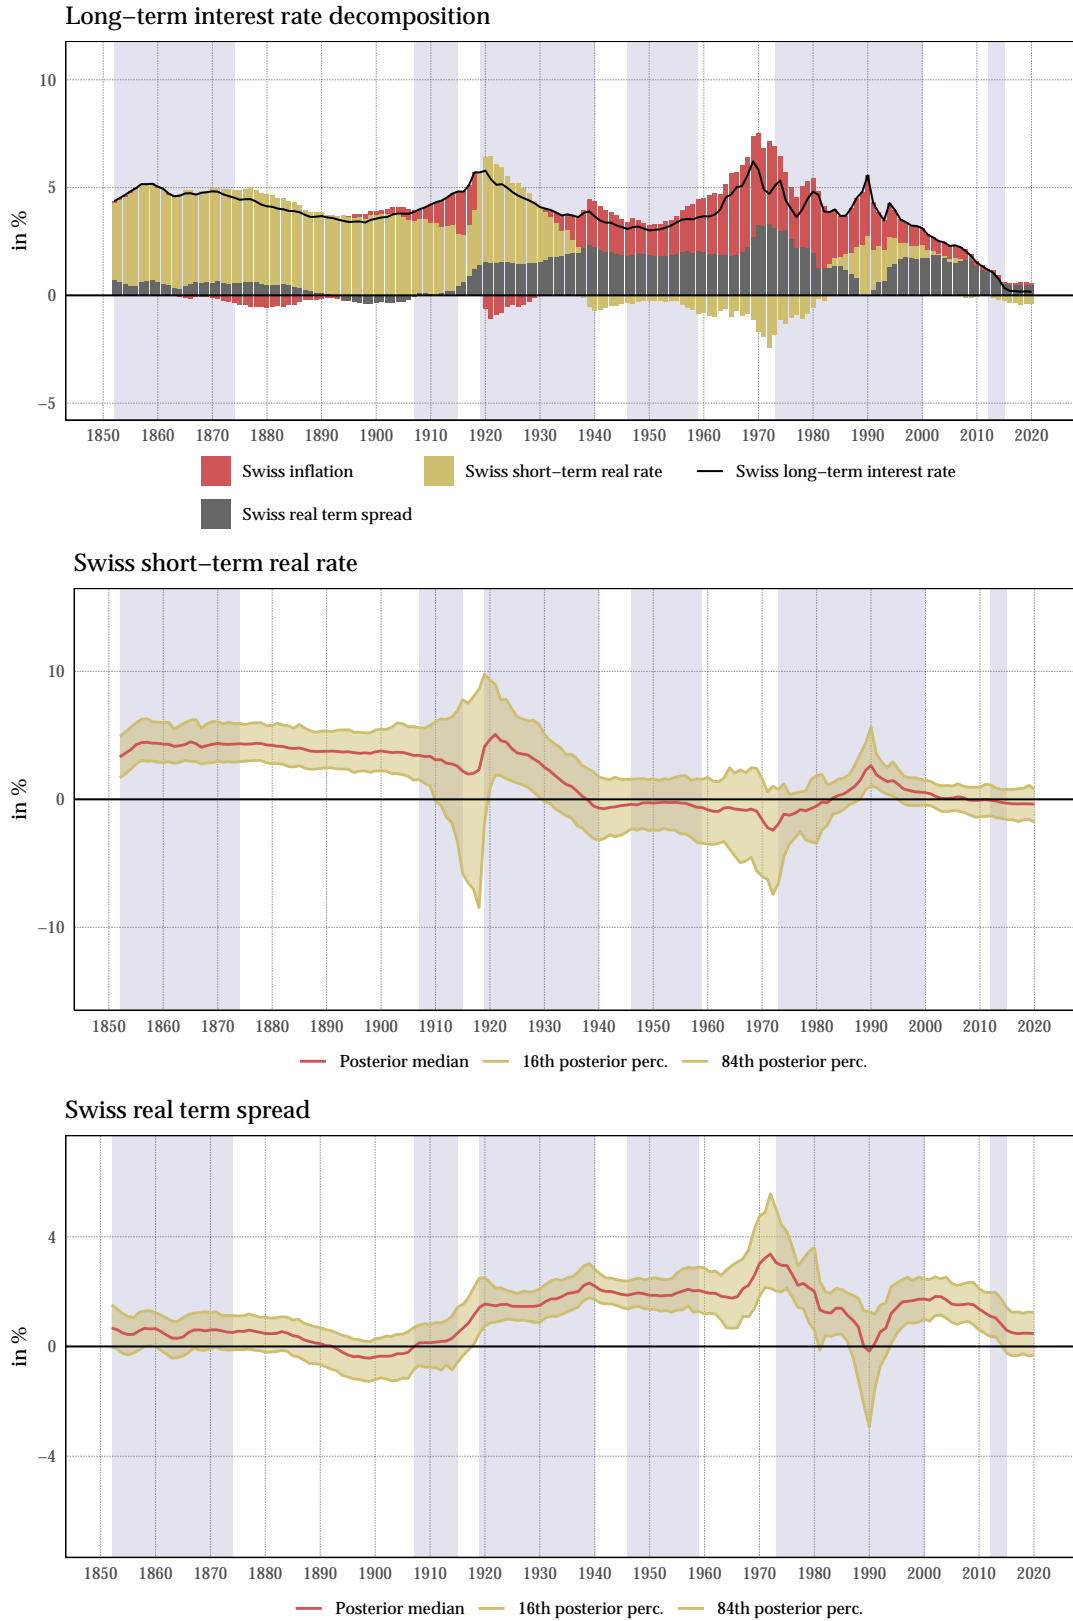 Long−term interest rate decomposition
10
5
0
−5
in %
1850 1860 1870 1880 1890 1900 1910 1920 1930 1940 1950 1960 1970 1980 1990 2000 2010 2020
Swiss inflation Swiss short−term real rate Swiss long−term interest rate
Swiss real term spread
Swiss short−term real rate
10
0
−10
in %
1850 1860 1870 1880 1890 1900 1910 1920 1930 1940 1950 1960 1970 1980 1990 2000 2010 2020
Posterior median 16th posterior perc. 84th posterior perc.
Swiss real term spread
4
0
−4
in %
1850 1860 1870 1880 1890 1900 1910 1920 1930 1940 1950 1960 1970 1980 1990 2000 2010 2020
Posterior median 16th posterior perc. 84th posterior perc.